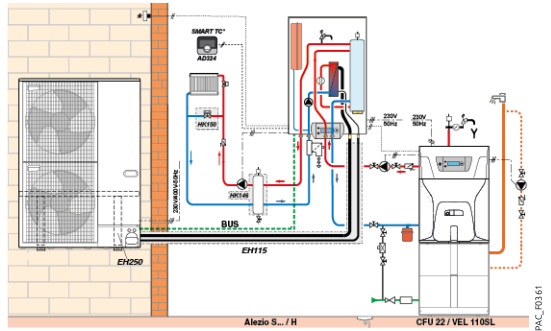 SMART TC°
AD324
HK150
230V
50Hz
230V
50Hz
Y
230V/400V-50Hz
HK146
BUS
EH115
EH250
Alezio S... / H
CFU 22 / VEL 110SL
PAC_F0361